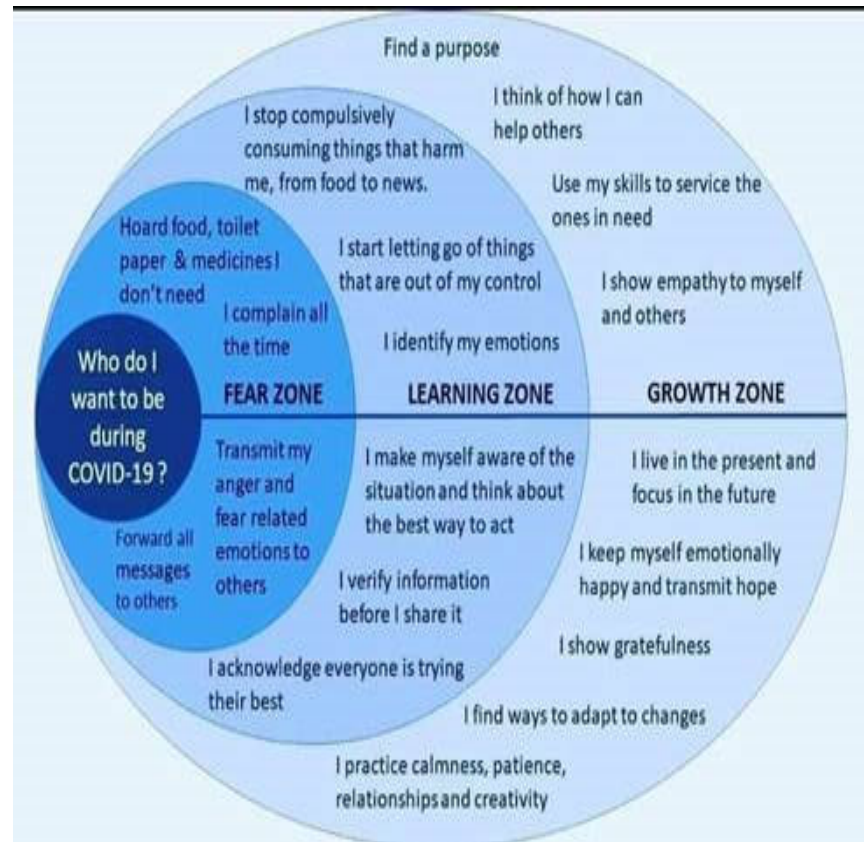 Find a purpose
I think of how I can
help others
Use my skills to service the
ones in need
I show empathy to myself
and others
I stop compulsively
consuming things that harm
me, from food to news.
I start letting go of things
that are out of my control
I identify my emotions
Hoard food, toilet
paper & medicines I
don't need
I complain all
the time
Who do I
want to be
during
COVID-19 ?
FEAR ZONE
LEARNING ZONE
GROWTH ZONE
Transmit my
anger and
fear related
emotions to
others
Forward all
messages
to others
I make myself aware of the
situation and think about
the best way to act
I verify information
before I share it
I acknowledge everyone is trying
their best
I live in the present and
focus in the future
I keep myself emotionally
happy and transmit hope
I show gratefulness
I find ways to adapt to changes
I practice calmness, patience,
relationships and creativity